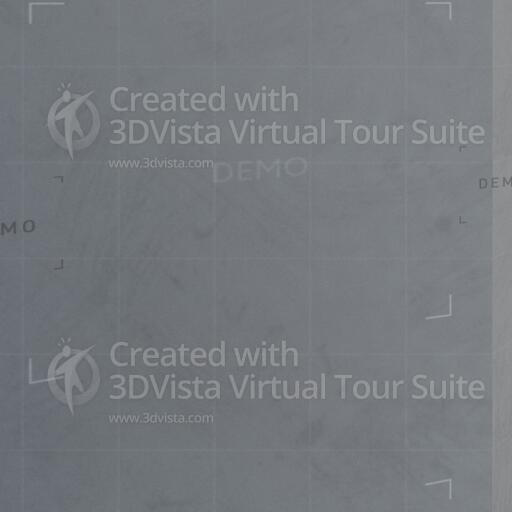 Created with
3DVista Virtual Tour Suite
www.3dvista.com
DEMO
DEM
MO
Created with
3DVista Virtual Tour Suite
www.3dvista.com